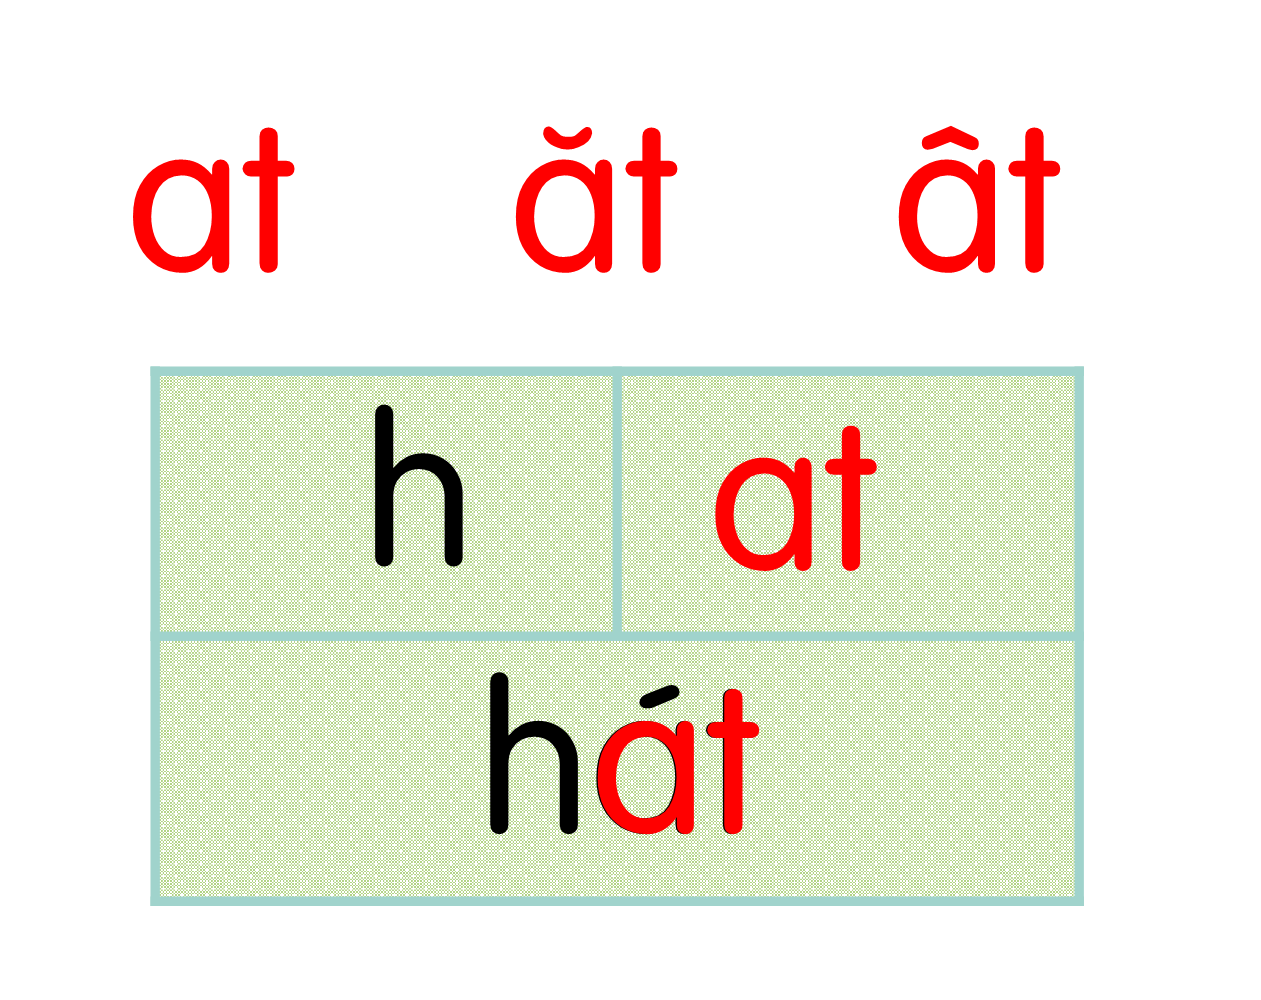 at ăt ât
h at
hát